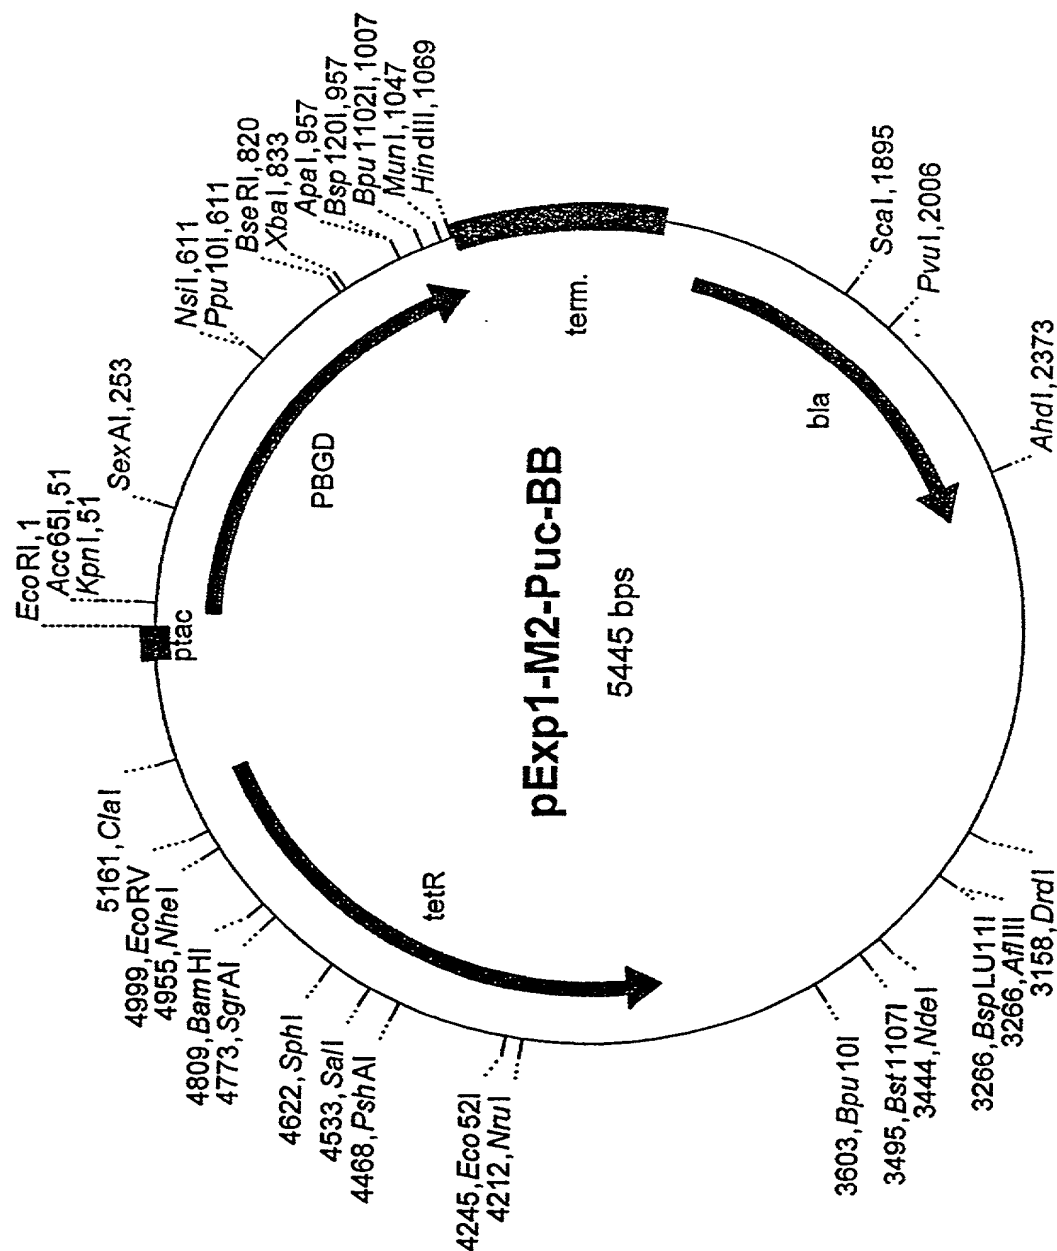 EcoRI, 1
Acc65I, 51
KpnI, 51
SexAI, 253
NsiI, 611
Ppu10I, 611
BseRI, 820
XbaI, 833
ApaI, 957
Bsp120I, 957
Bpu1102I, 1007
MunI, 1047
HindIII, 1069
ScaI, 1895
PvuI, 2006
AhdI, 2373
3158, DrdI
3266, AflIII
3266, BspLU11I
3444, NdeI
3495, Bst1107I
3603, Bpu10I
4212, NruI
4245, Eco52I
4468, PshAI
4533, SalI
4622, SphI
4773, SgrAI
4809, BamHI
4955, NheI
4999, EcoRV
5161, ClaI
ptac
PBGD
term.
bla
tetR
pExp1-M2-Puc-BB
5445 bps